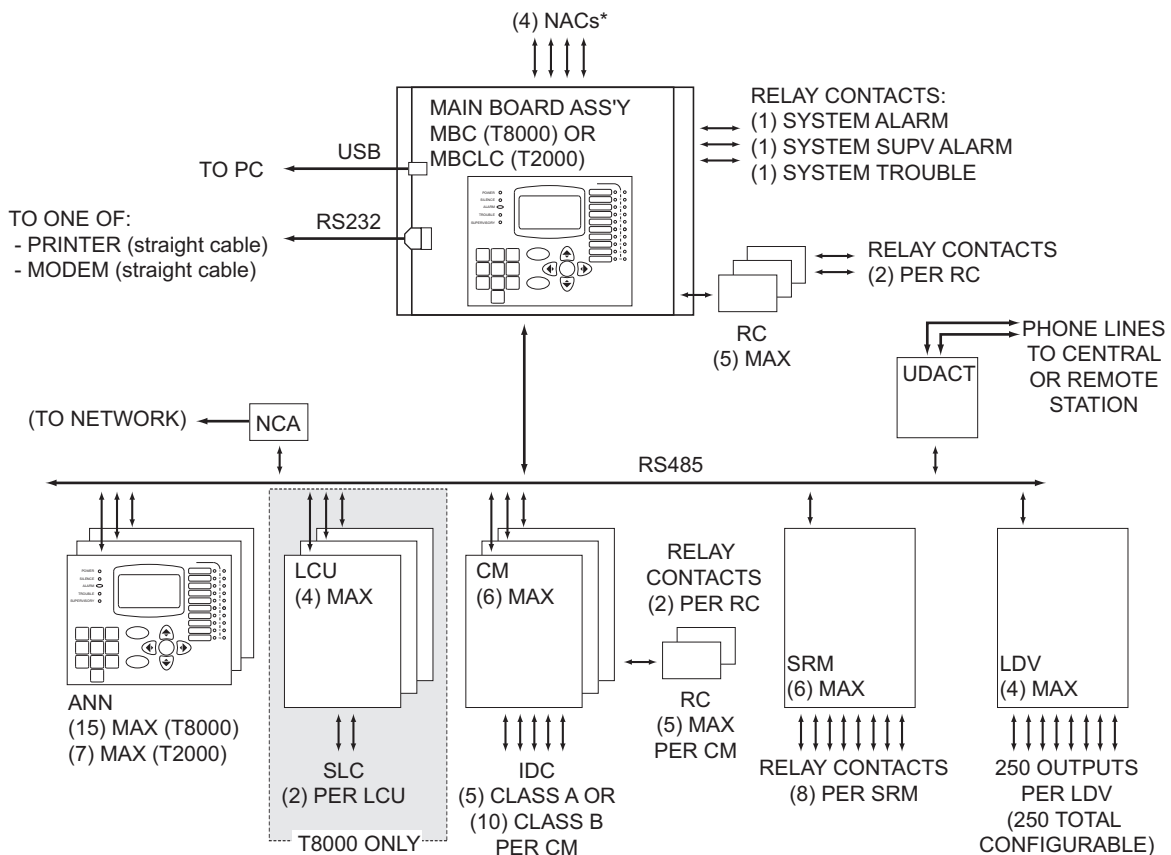 (4) NACs*
MAIN BOARD ASS'Y
MBC (T8000) OR
MBCLC (T2000)
RELAY CONTACTS:
(1) SYSTEM ALARM
(1) SYSTEM SUPV ALARM
(1) SYSTEM TROUBLE
USB
TO PC
TO ONE OF:
- PRINTER (straight cable)
- MODEM (straight cable)
RS232
POWER
SILENCE
ALARM
TROUBLE
SUPERVISORY
RELAY CONTACTS
(2) PER RC
RC
(5) MAX
PHONE LINES
TO CENTRAL
OR REMOTE
STATION
UDACT
(TO NETWORK)
NCA
RS485
POWER
SILENCE
ALARM
TROUBLE
SUPERVISORY
ANN
(15) MAX (T8000)
(7) MAX (T2000)
LCU
(4) MAX
SLC
(2) PER LCU
T8000 ONLY
CM
(6) MAX
IDC
(5) CLASS A OR
(10) CLASS B
PER CM
RELAY
CONTACTS
(2) PER RC
RC
(5) MAX
PER CM
SRM
(6) MAX
RELAY CONTACTS
(8) PER SRM
LDV
(4) MAX
250 OUTPUTS
PER LDV
(250 TOTAL
CONFIGURABLE)